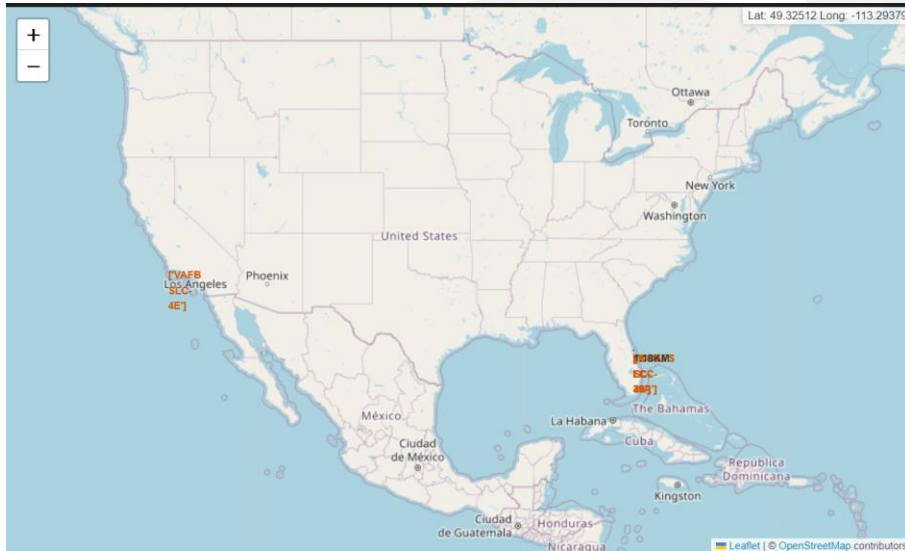 +
−
Lat: 49.32512 Long: -113.29379
Ottawa
Toronto
New York
Washington
United States
['VAFB
SLC-
4E']
Los Angeles
Phoenix
The Bahamas
México
La Habana
Cuba
Ciudad
de México
República
Dominicana
Kingston
Ciudad
de Guatemala
Honduras
Nicaragua
Leaflet | © OpenStreetMap contributors